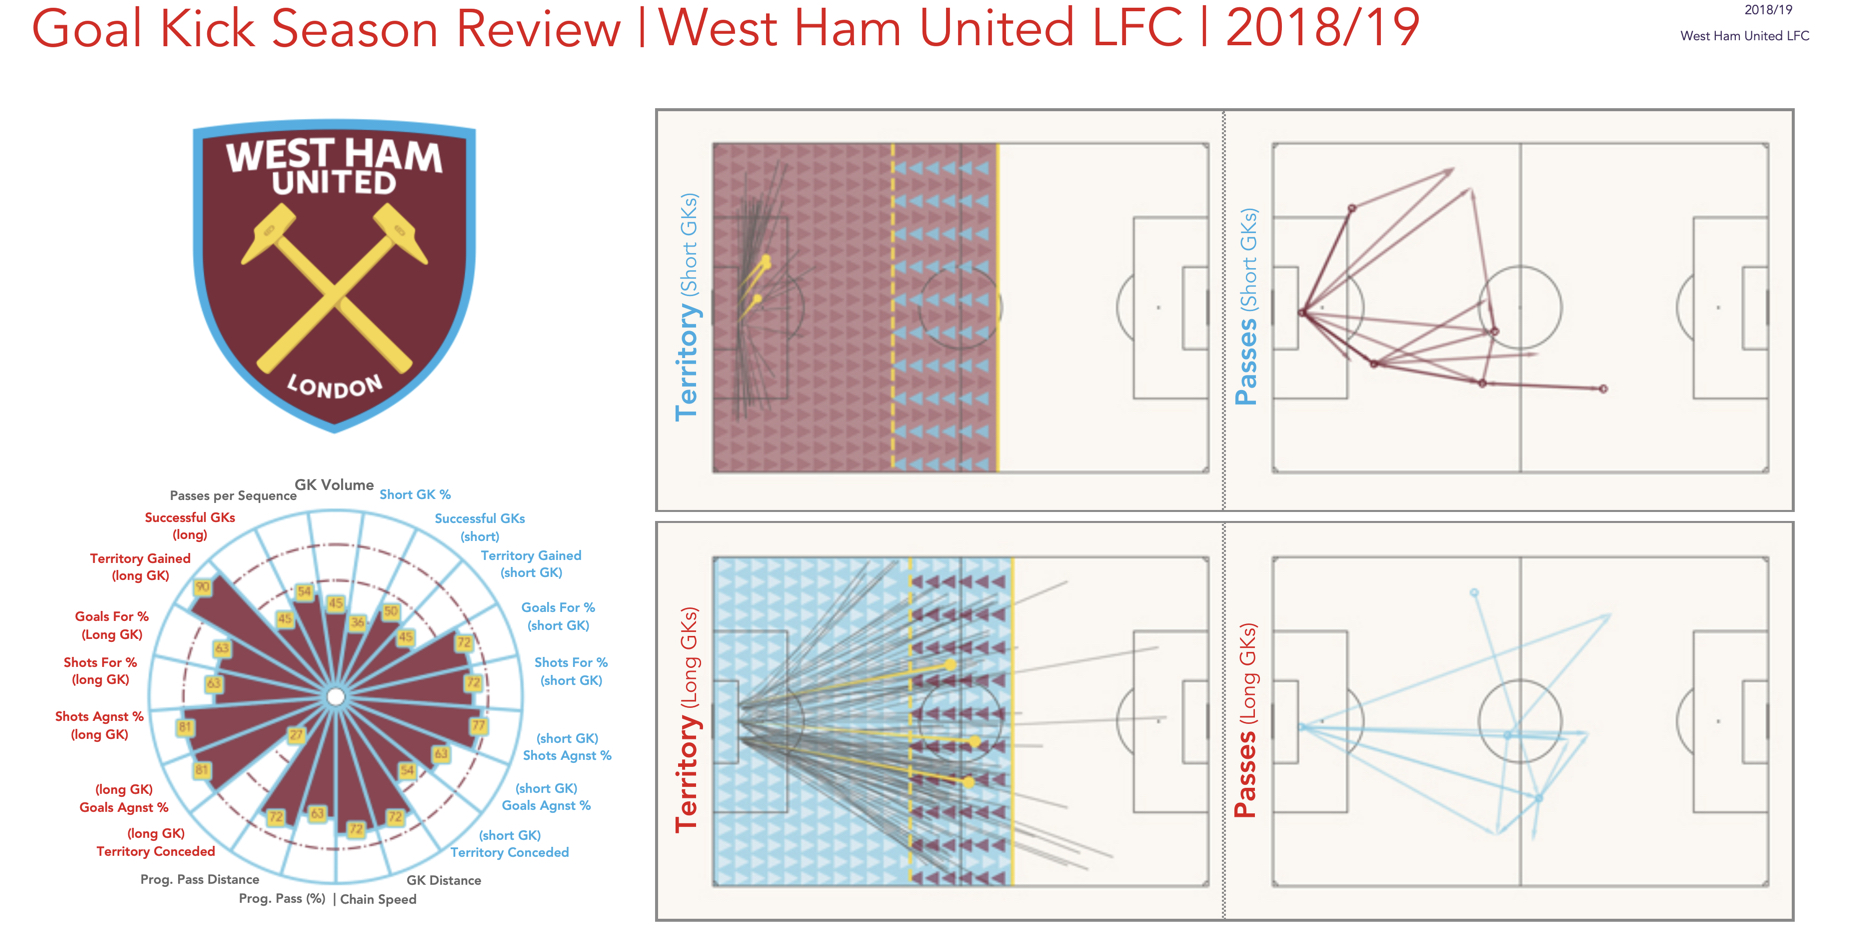 Goal Kick Season Review | West Ham United LFC | 2018/19
2018/19
West Ham United LFC
WEST HAM
UNITED
LONDON
GK Volume
Passes per Sequence
Short GK %
Successful GKs
(long)
Successful GKs
(short)
Territory Gained
(long GK)
Territory Gained
(short GK)
Goals For %
(Long GK)
Goals For %
(short GK)
Shots For %
(long GK)
Shots For %
(short GK)
Shots Agnst %
(long GK)
(short GK)
Shots Agnst %
(long GK)
Goals Agnst %
(short GK)
Goals Agnst %
(long GK)
Territory Conceded
(short GK)
Territory Conceded
Prog. Pass Distance
GK Distance
Prog. Pass (%) | Chain Speed
45
36
50
45
72
72
77
63
54
72
72
63
72
27
81
81
63
63
90
45
54
Territory (Short GKs)
Passes (Short GKs)
Territory (Long GKs)
Passes (Long GKs)